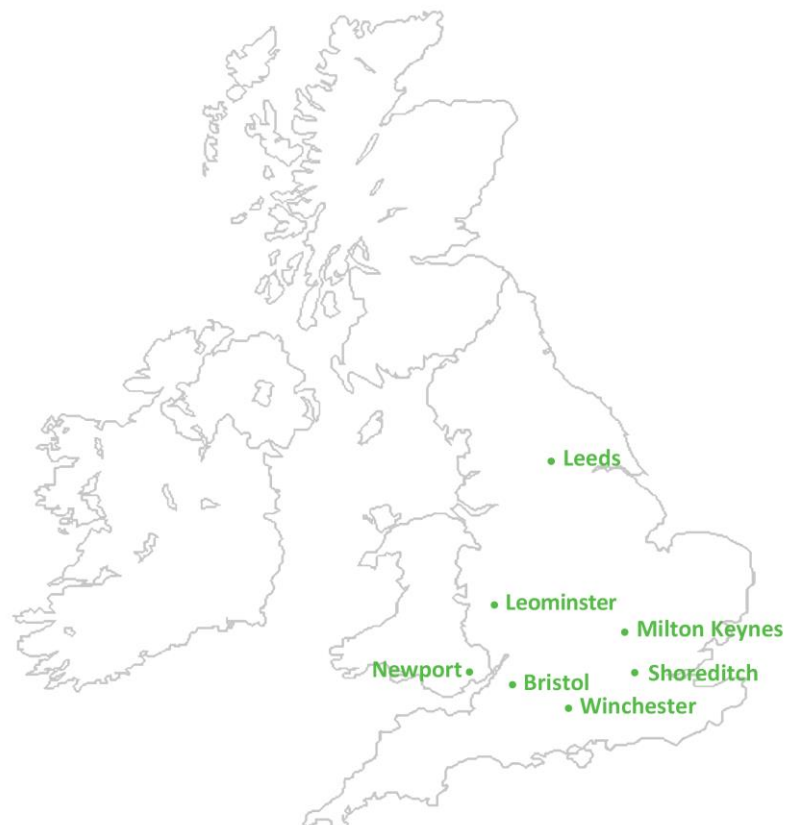 Leeds
Leominster
Milton Keynes
Newport
Shoreditch
Bristol
Winchester